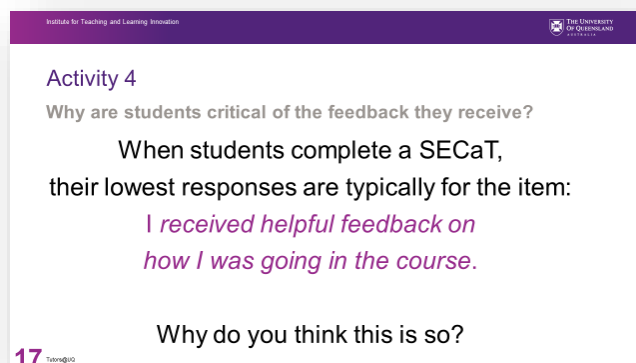 Institute for Teaching and Learning Innovation
THE UNIVERSITY
OF QUEENSLAND
AUSTRALIA
Activity 4
Why are students critical of the feedback they receive?
When students complete a SECaT,
their lowest responses are typically for the item:
I received helpful feedback on
how I was going in the course.
Why do you think this is so?
17 Tutors@UQ